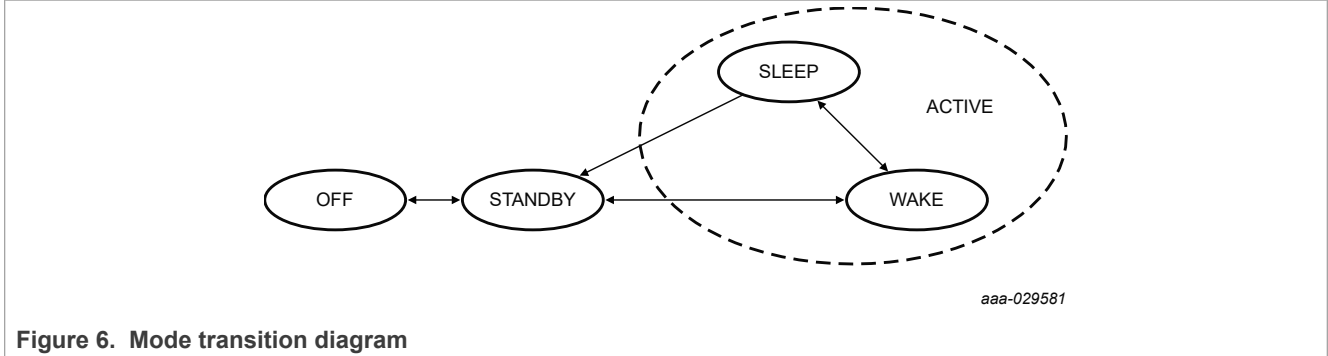 SLEEP
ACTIVE
OFF
STANDBY
WAKE
aaa-029581
Figure 6. Mode transition diagram